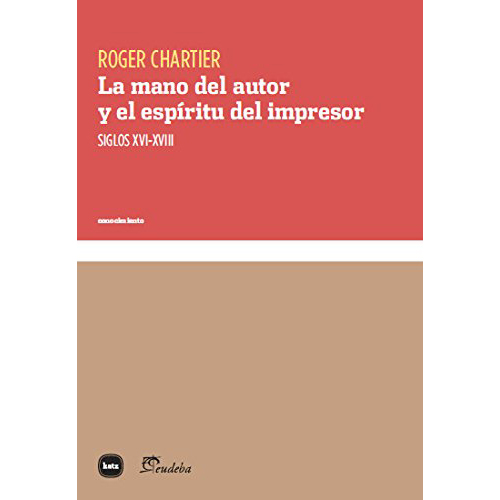 ROGER CHARTIER
La mano del autor
y el espíritu del impresor
SIGLOS XVI-XVIII
conocimiento
katz
eudeba